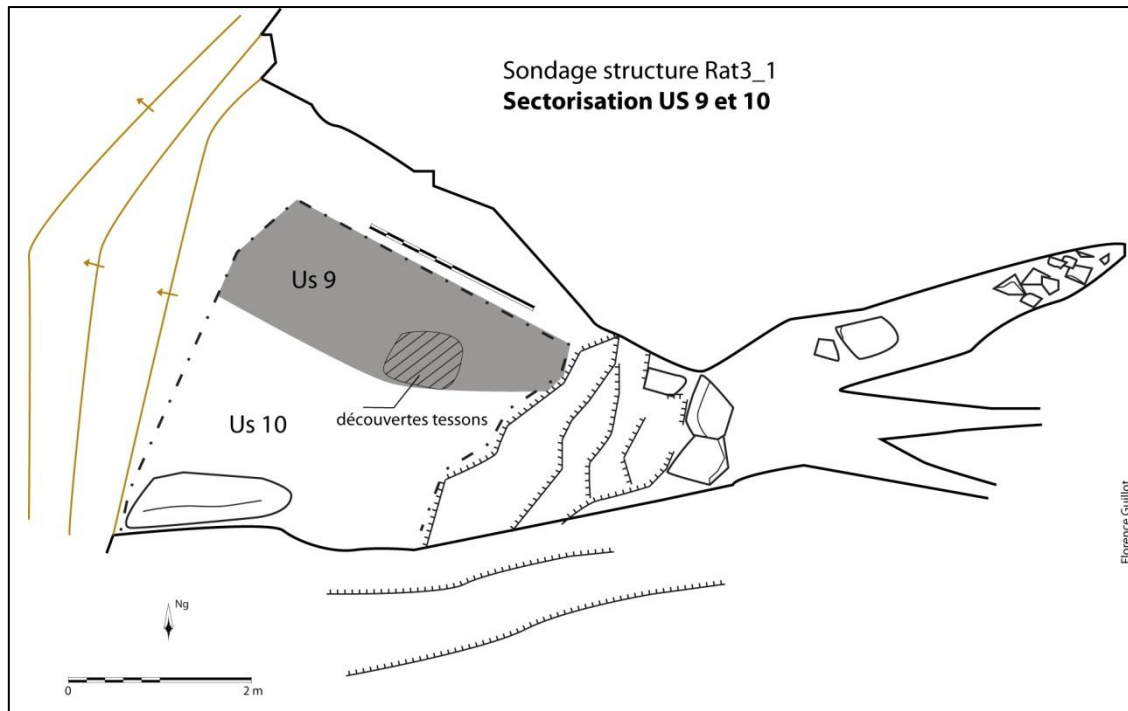 Sondage structure Rat3_1
Sectorisation US 9 et 10
Us 9
découvertes tessons
Us 10
Florence Guillot
Ng
0 2 m